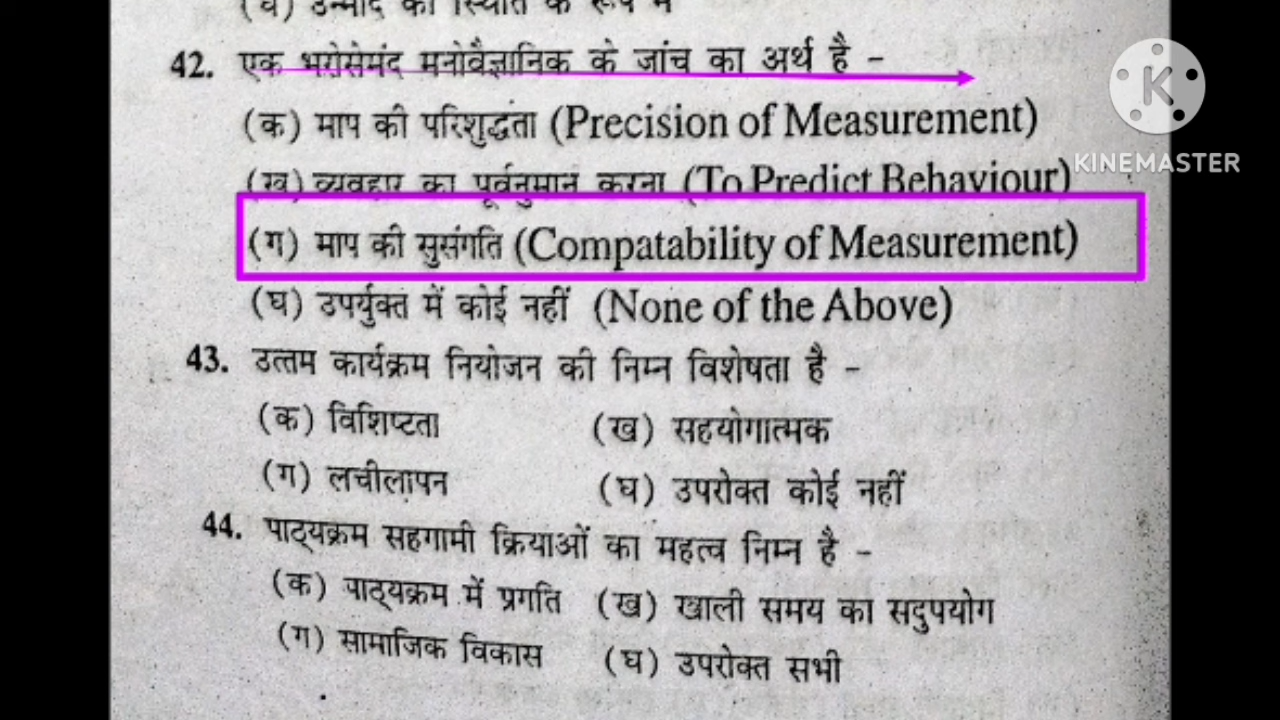 (घ) उन्माद की स्थिति के रूप में
42. एक भरोसेमंद मनोवैज्ञानिक के जांच का अर्थ है -
(क) माप की परिशुद्धता (Precision of Measurement)
(ख) व्यवहार का पूर्वनुमान करना (To Predict Behaviour)
(ग) माप की सुसंगति (Compatability of Measurement)
(घ) उपर्युक्त में कोई नहीं (None of the Above)
43. उत्तम कार्यक्रम नियोजन की निम्न विशेषता है -
(क) विशिष्टता (ख) सहयोगात्मक
(ग) लचीलापन (घ) उपरोक्त कोई नहीं
44. पाठ्यक्रम सहगामी क्रियाओं का महत्व निम्न है -
(क) पाठ्यक्रम में प्रगति (ख) खाली समय का सदुपयोग
(ग) सामाजिक विकास (घ) उपरोक्त सभी
K
KINEMASTER